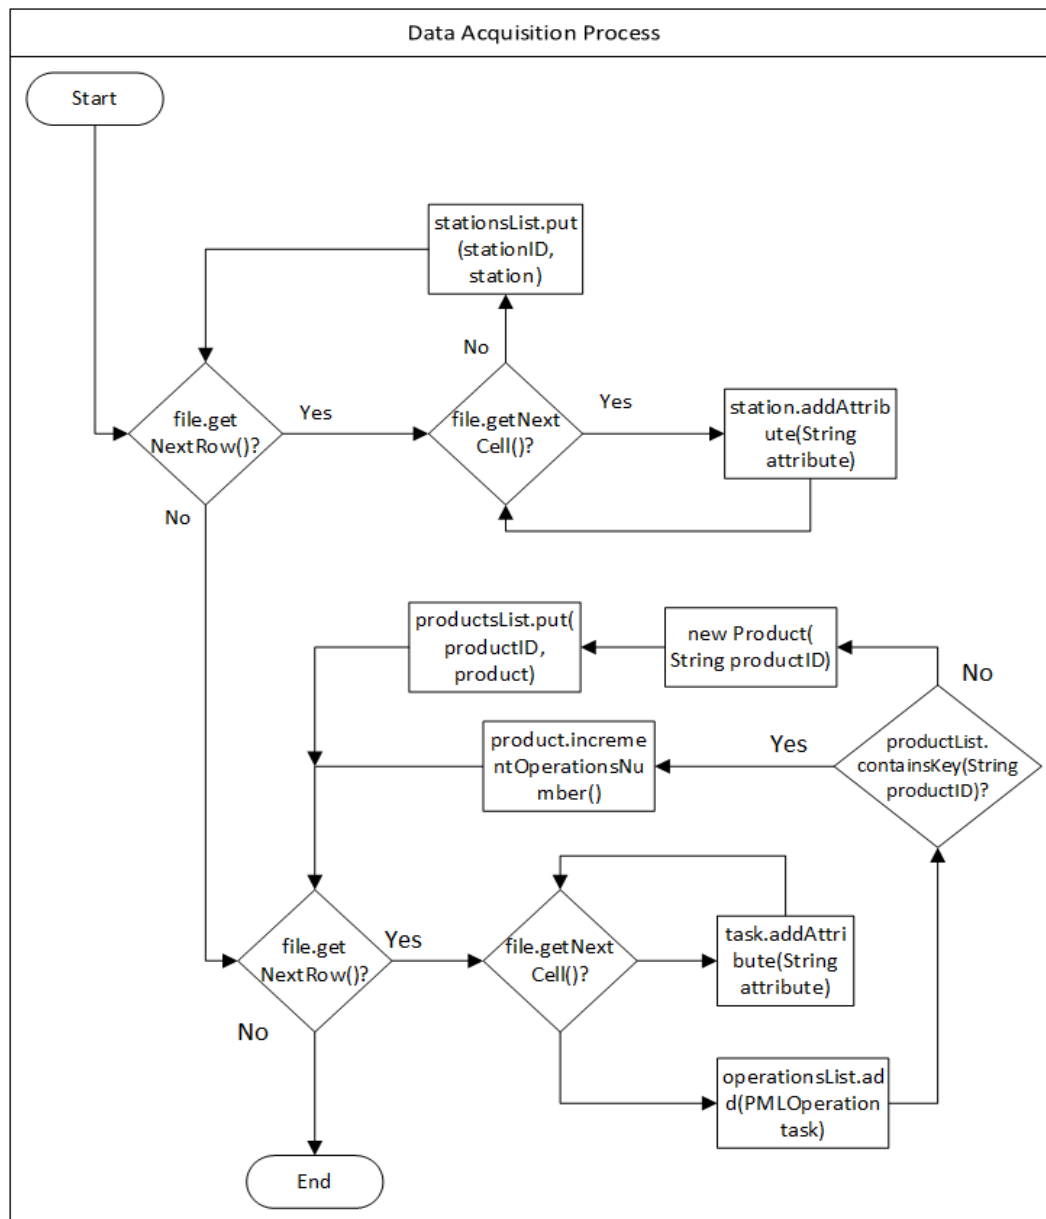 Data Acquisition Process
Start
stationsList.put
(stationID,
station)
No
file.get
NextRow()?
Yes
file.getNext
Cell()?
Yes
station.addAttrib
ute(String
attribute)
No
productsList.put(
productID,
product)
new Product(
String productID)
No
product.increme
ntOperationsNu
mber()
Yes
productList.
containsKey(String
productID)?
file.get
NextRow()?
Yes
file.getNext
Cell()?
task.addAttri
bute(String
attribute)
No
operationsList.ad
d(PMLOperation
task)
End